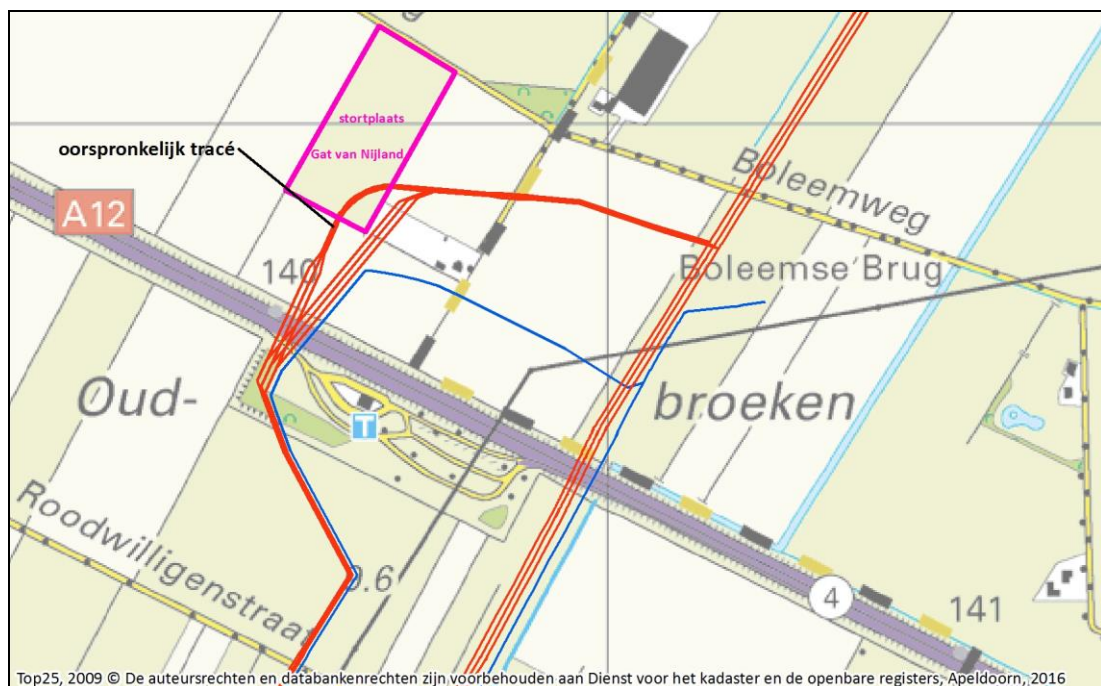 g
stortplaats
oorspronkelijk tracé
Gat van Nijland
Boleemweg
A12
140
Boleemse Brug
Oud-
broeken
T
Roodwilligenstraat
0.6
4
141
Top25, 2009 © De auteursrechten en databankenrechten zijn voorbehouden aan Dienst voor het kadaster en de openbare registers, Apeldoorn, 2016